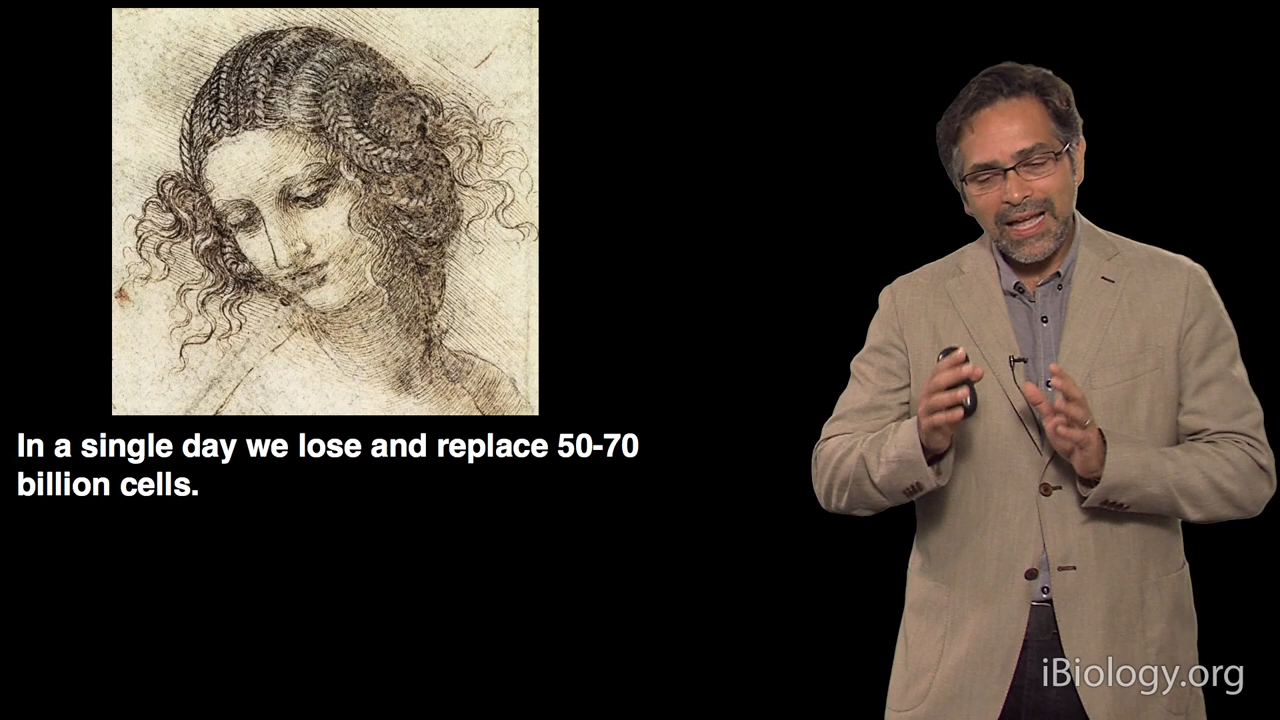 In a single day we lose and replace 50-70
billion cells.
iBiology.org